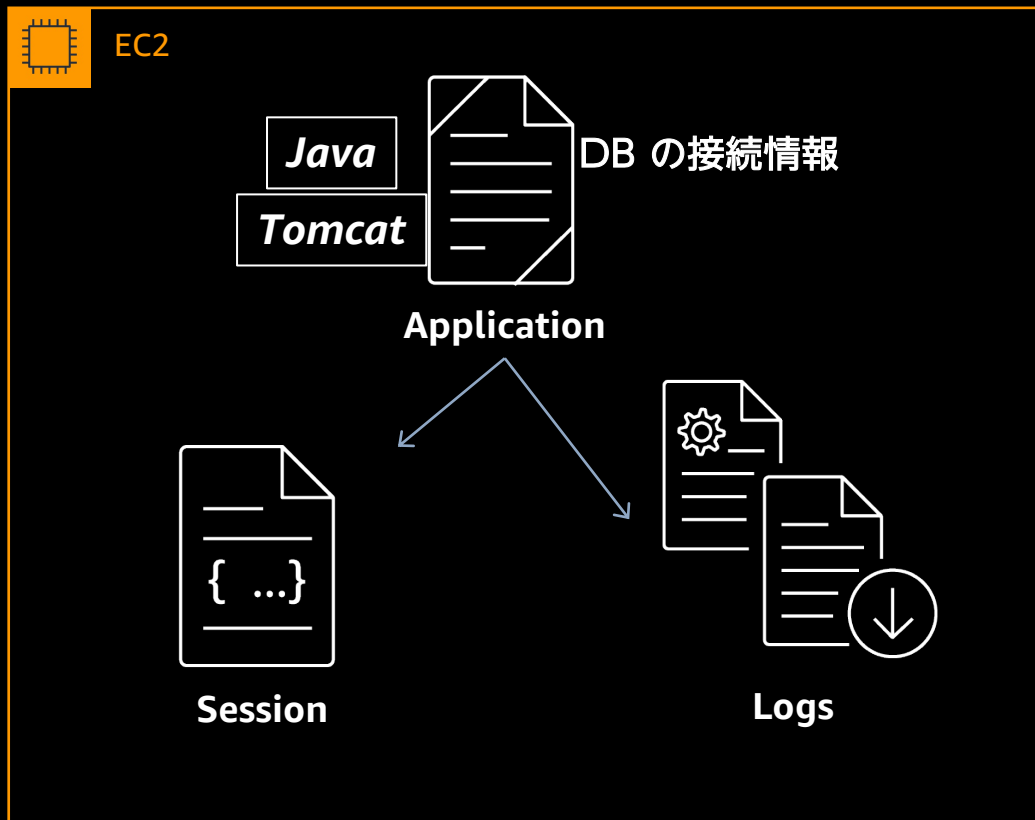 EC2
Java
DB の接続情報
Tomcat
Application
{ ...}
Session
Logs